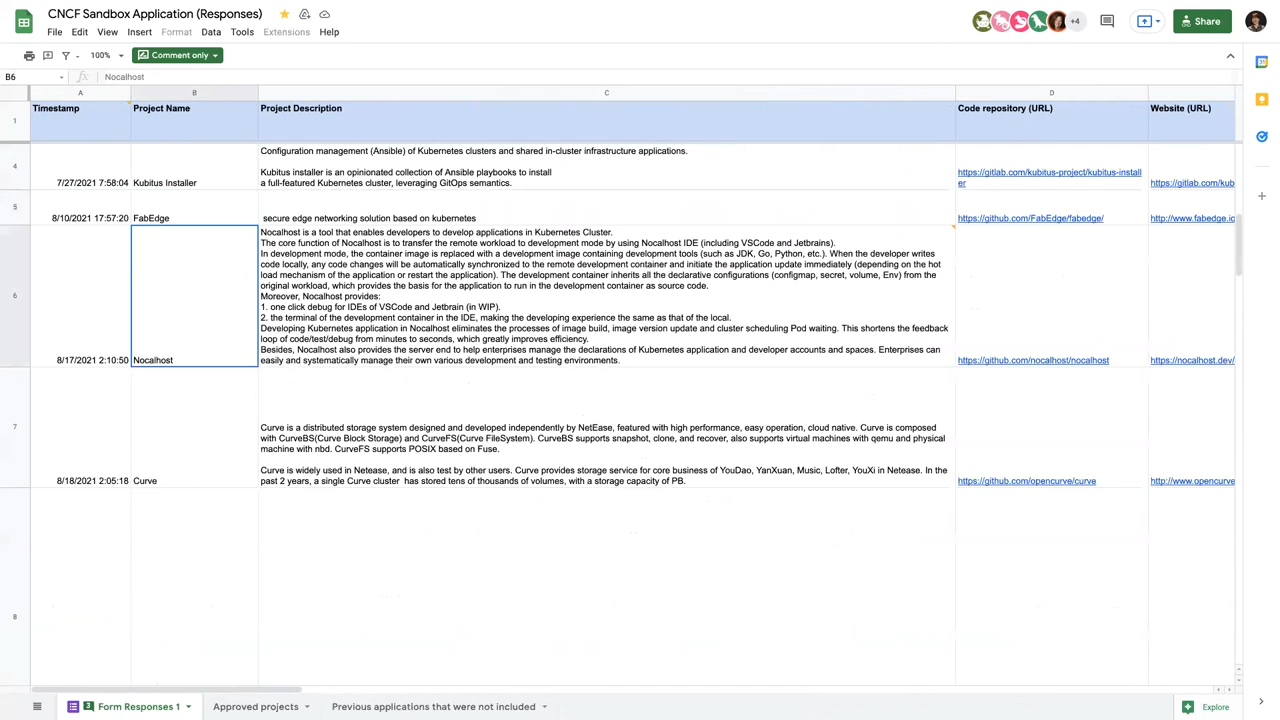 CNCF Sandbox Application (Responses)
File Edit View Insert Format Data Tools Extensions Help
+4
Share
100%
Comment only
B6
fx
Nocalhost
A B C D E
1 Timestamp Project Name Project Description Code repository (URL) Website (URL)
Configuration management (Ansible) of Kubernetes clusters and shared in-cluster infrastructure applications.
4
Kubitus installer is an opinionated collection of Ansible playbooks to install
https://gitlab.com/kubitus-project/kubitus-install
7/27/2021 7:58:04 Kubitus Installer a full-featured Kubernetes cluster, leveraging GitOps semantics. er https://gitlab.com/kub
5
8/10/2021 17:57:20 FabEdge secure edge networking solution based on kubernetes https://github.com/FabEdge/fabedge/ http://www.fabedge.io
Nocalhost is a tool that enables developers to develop applications in Kubernetes Cluster.
The core function of Nocalhost is to transfer the remote workload to development mode by using Nocalhost IDE (including VSCode and Jetbrains).
In development mode, the container image is replaced with a development image containing development tools (such as JDK, Go, Python, etc.). When the developer writes
code locally, any code changes will be automatically synchronized to the remote development container and initiate the application update immediately (depending on the hot
load mechanism of the application or restart the application). The development container inherits all the declarative configurations (configmap, secret, volume, Env) from the
original workload, which provides the basis for the application to run in the development container as source code.
6 Moreover, Nocalhost provides:
1. one click debug for IDEs of VSCode and Jetbrain (in WIP).
2. the terminal of the development container in the IDE, making the developing experience the same as that of the local.
Developing Kubernetes application in Nocalhost eliminates the processes of image build, image version update and cluster scheduling Pod waiting. This shortens the feedback
loop of code/test/debug from minutes to seconds, which greatly improves efficiency.
Besides, Nocalhost also provides the server end to help enterprises manage the declarations of Kubernetes application and developer accounts and spaces. Enterprises can
8/17/2021 2:10:50 Nocalhost easily and systematically manage their own various development and testing environments. https://github.com/nocalhost/nocalhost https://nocalhost.dev/
7 Curve is a distributed storage system designed and developed independently by NetEase, featured with high performance, easy operation, cloud native. Curve is composed
with CurveBS(Curve Block Storage) and CurveFS(Curve FileSystem). CurveBS supports snapshot, clone, and recover, also supports virtual machines with qemu and physical
machine with nbd. CurveFS supports POSIX based on Fuse.
Curve is widely used in Netease, and is also test by other users. Curve provides storage service for core business of YouDao, YanXuan, Music, Lofter, YouXi in Netease. In the
8/18/2021 2:05:18 Curve past 2 years, a single Curve cluster has stored tens of thousands of volumes, with a storage capacity of PB. https://github.com/opencurve/curve http://www.opencurve
8
3 Form Responses 1 Approved projects Previous applications that were not included Explore